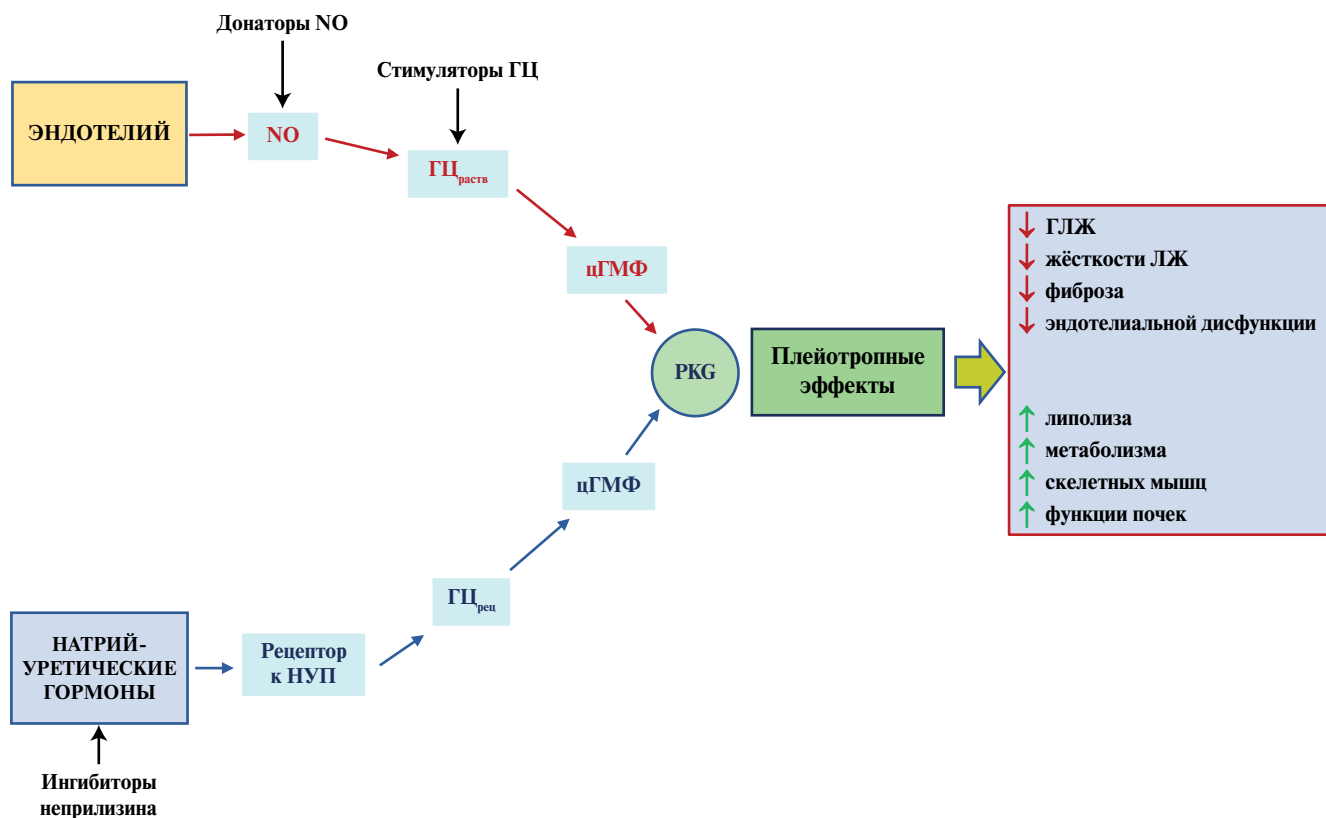 Донаторы NO
Стимуляторы ГЦ
ЭНДОТЕЛИЙ
NO
ГЦраств
цГМФ
PKG
Плейотропные
эффекты
↓ ГЛЖ
↓ жёсткости ЛЖ
↓ фиброза
↓ эндотелиальной дисфункции
↑ липолиза
↑ метаболизма
↑ скелетных мышц
↑ функции почек
цГМФ
ГЦрец
Рецептор
к НУП
НАТРИЙ-
УРЕТИЧЕСКИЕ
ГОРМОНЫ
Ингибиторы
неприлизина